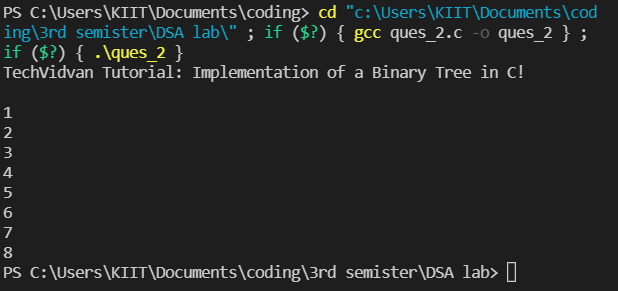 PS C:\Users\KIIT\Documents\coding> cd "c:\Users\KIIT\Documents\cod
ing\3rd semister\DSA lab\" ; if ($?) { gcc ques_2.c -o ques_2 } ;
if ($?) { .\ques_2 }
TechVidvan Tutorial: Implementation of a Binary Tree in C!
1
2
3
4
5
6
7
8
PS C:\Users\KIIT\Documents\coding\3rd semister\DSA lab>